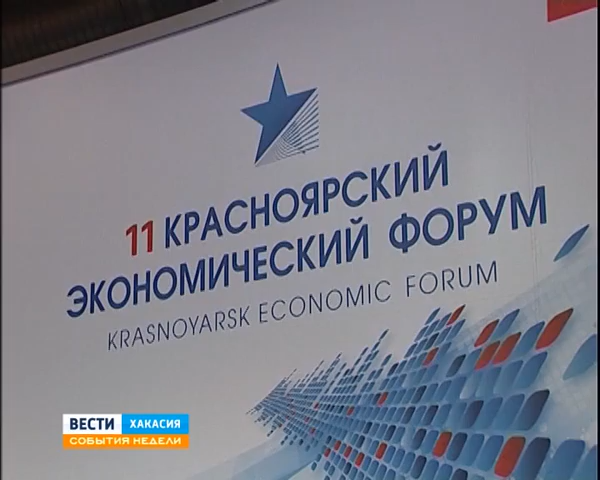 11 КРАСНОЯРСКИЙ
ЭКОНОМИЧЕСКИЙ ФОРУМ
KRASNOYARSK ECONOMIC FORUM
ВЕСТИ ХАКАСИЯ
СОБЫТИЯ НЕДЕЛИ